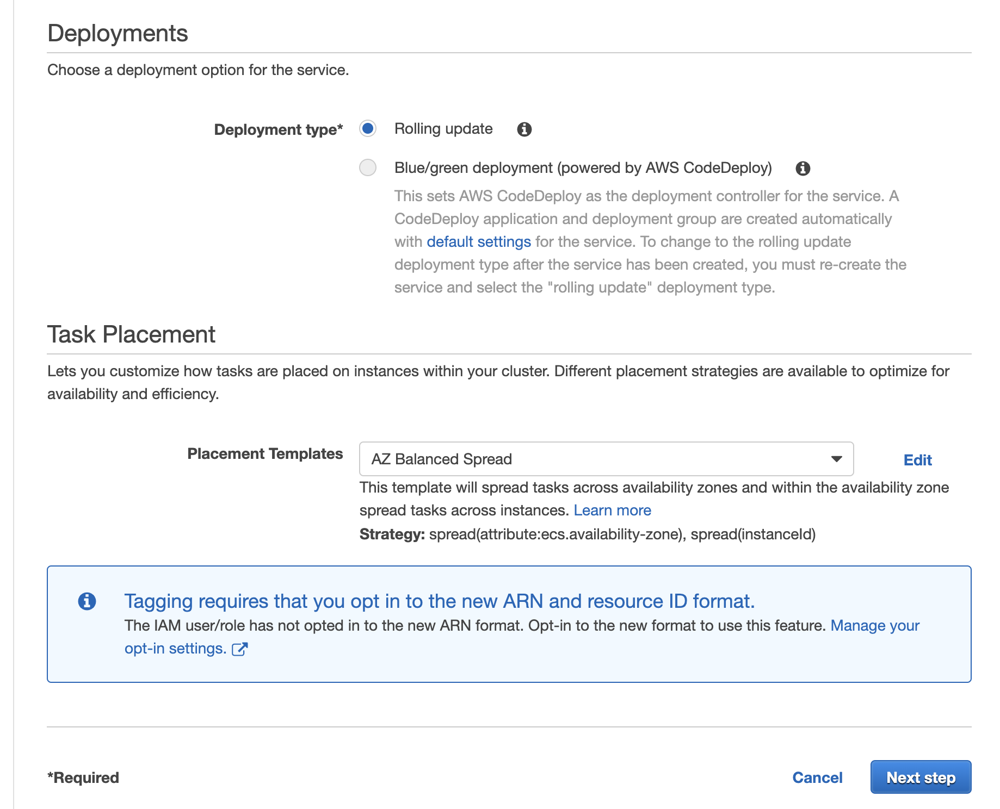 Deployments
Choose a deployment option for the service.
Deployment type*
Rolling update
Blue/green deployment (powered by AWS CodeDeploy)
This sets AWS CodeDeploy as the deployment controller for the service. A
CodeDeploy application and deployment group are created automatically
with default settings for the service. To change to the rolling update
deployment type after the service has been created, you must re-create the
service and select the "rolling update" deployment type.
Task Placement
Lets you customize how tasks are placed on instances within your cluster. Different placement strategies are available to optimize for
availability and efficiency.
Placement Templates
AZ Balanced Spread
Edit
This template will spread tasks across availability zones and within the availability zone
spread tasks across instances. Learn more
Strategy: spread(attribute:ecs.availability-zone), spread(instanceId)
Tagging requires that you opt in to the new ARN and resource ID format.
The IAM user/role has not opted in to the new ARN format. Opt-in to the new format to use this feature. Manage your
opt-in settings.
*Required
Cancel
Next step